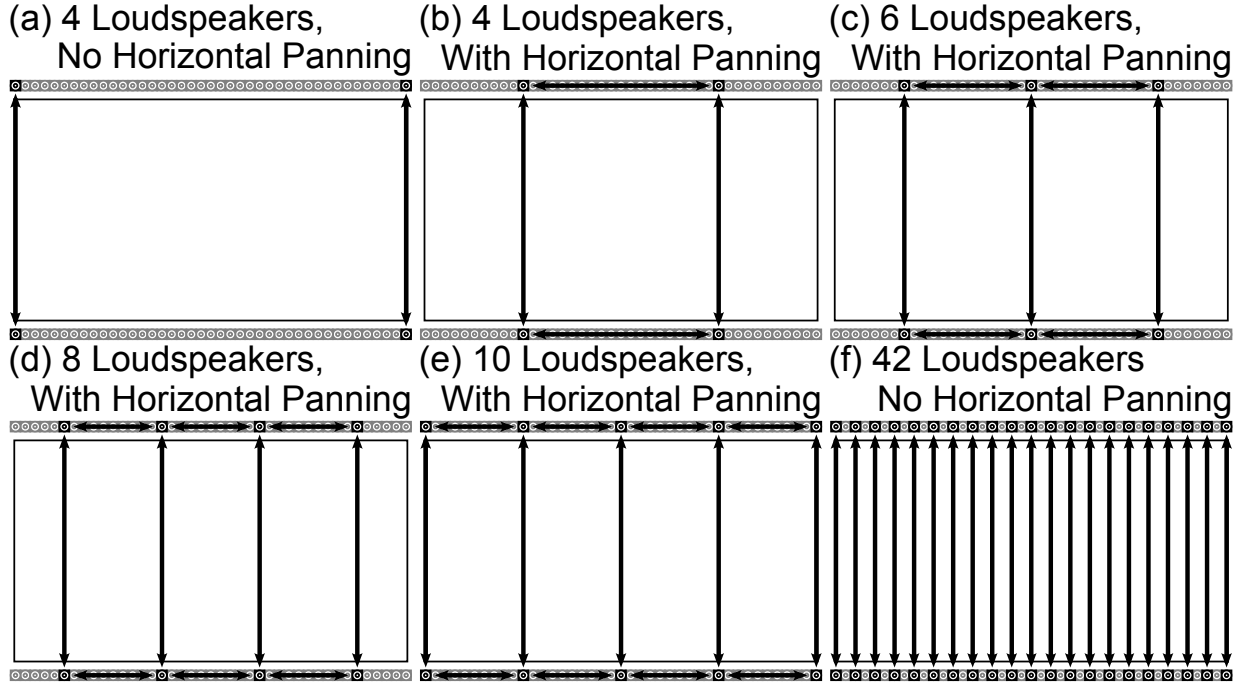 (a) 4 Loudspeakers,
No Horizontal Panning
(b) 4 Loudspeakers,
With Horizontal Panning
(c) 6 Loudspeakers,
With Horizontal Panning
(d) 8 Loudspeakers,
With Horizontal Panning
(e) 10 Loudspeakers,
With Horizontal Panning
(f) 42 Loudspeakers
No Horizontal Panning